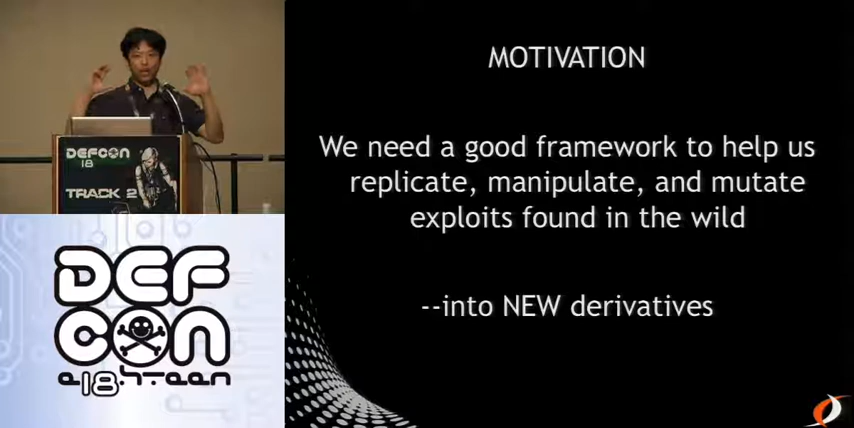 DEFCON
18
TRACK 2
DEF
CON
e18hteen
MOTIVATION
We need a good framework to help us
replicate, manipulate, and mutate
exploits found in the wild
--into NEW derivatives